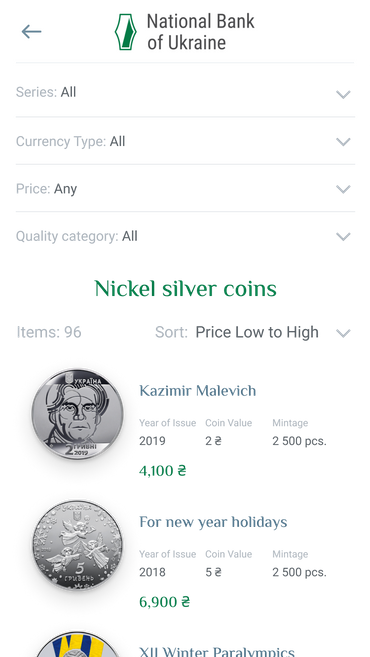 National Bank
of Ukraine
Series: All
Currency Type: All
Price: Any
Quality category: All
Nickel silver coins
Items: 96
Sort: Price Low to High
УКРАЇНА
2 ГРИВНІ
2019
Kazimir Malevich
Year of Issue Coin Value Mintage
2019 2 ₴ 2 500 pcs.
4,100 ₴
5
ГРИВЕНЬ
For new year holidays
Year of Issue Coin Value Mintage
2018 5 ₴ 2 500 pcs.
6,900 ₴
XII Winter Paralympics